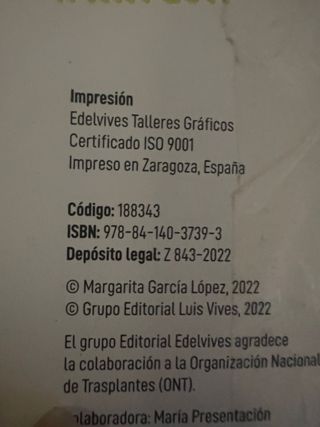 Impresión
Edelvives Talleres Gráficos
Certificado ISO 9001
Impreso en Zaragoza, España
Código: 188343
ISBN: 978-84-140-3739-3
Depósito legal: Z 843-2022
© Margarita García López, 2022
© Grupo Editorial Luis Vives, 2022
El grupo Editorial Edelvives agradece
la colaboración a la Organización Nacional
de Trasplantes (ONT).
olaboradora: María Presentación